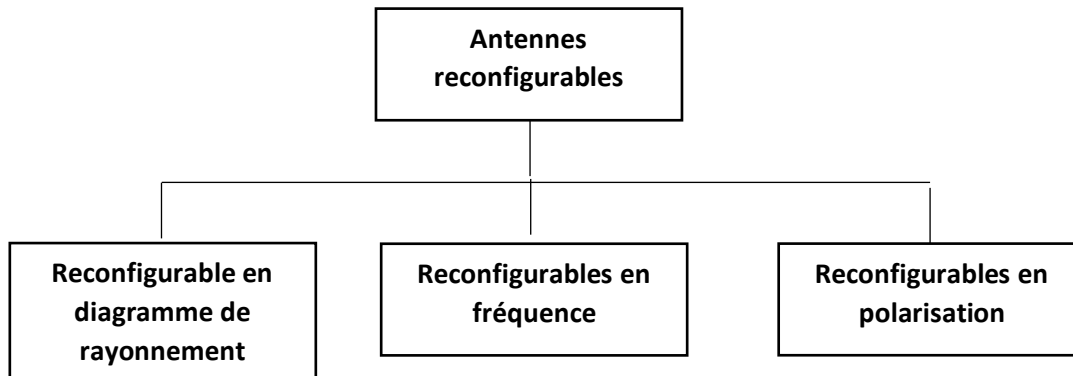 Antennes
reconfigurables
Reconfigurable en
diagramme de
rayonnement
Reconfigurables en
fréquence
Reconfigurables en
polarisation